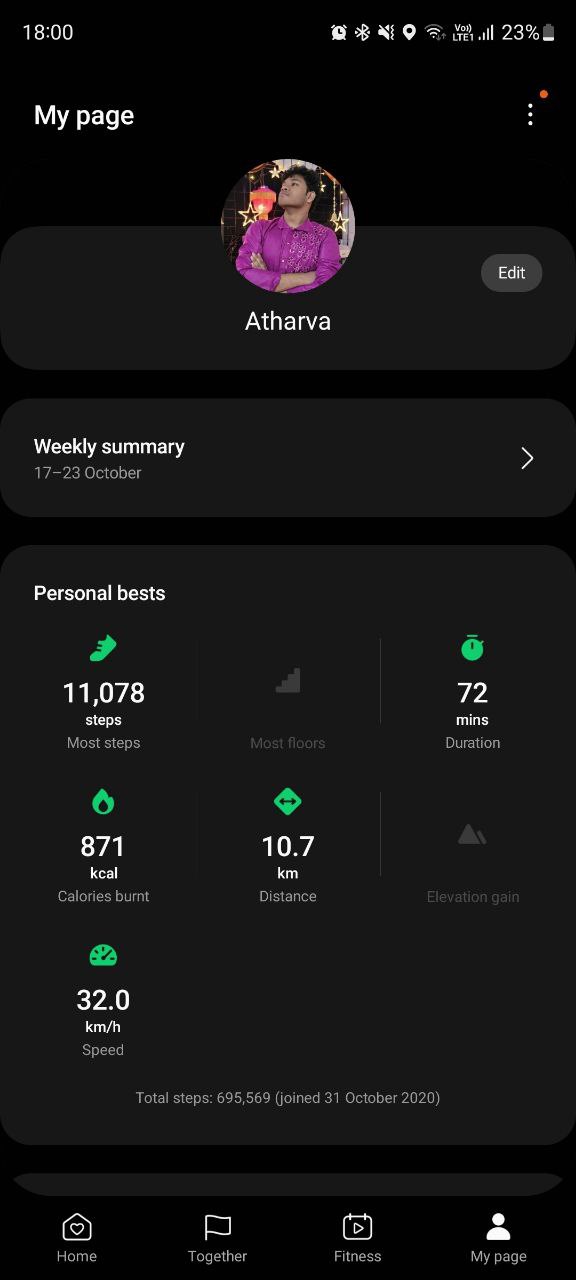 18:00
Vo)) LTE1
23%
My page
Edit
Atharva
Weekly summary
17–23 October
Personal bests
11,078
steps
Most steps
Most floors
72
mins
Duration
871
kcal
Calories burnt
10.7
km
Distance
Elevation gain
32.0
km/h
Speed
Total steps: 695,569 (joined 31 October 2020)
Home
Together
Fitness
My page